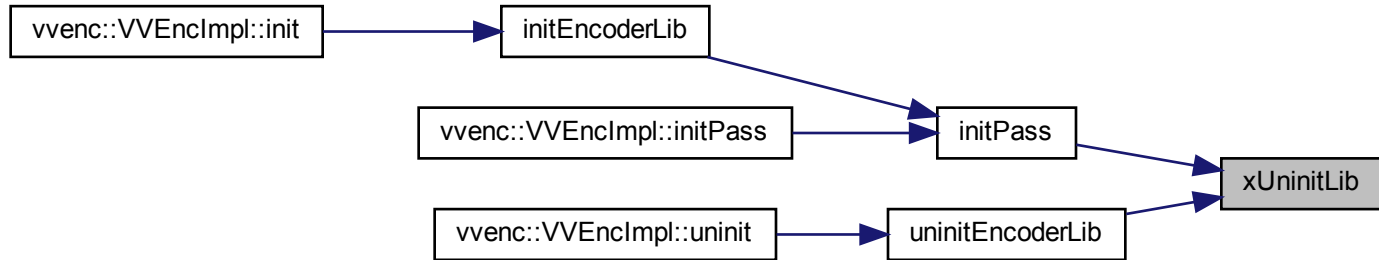 vvenc::VVEncImpl::init
initEncoderLib
vvenc::VVEncImpl::initPass
initPass
xUninitLib
vvenc::VVEncImpl::uninit
uninitEncoderLib